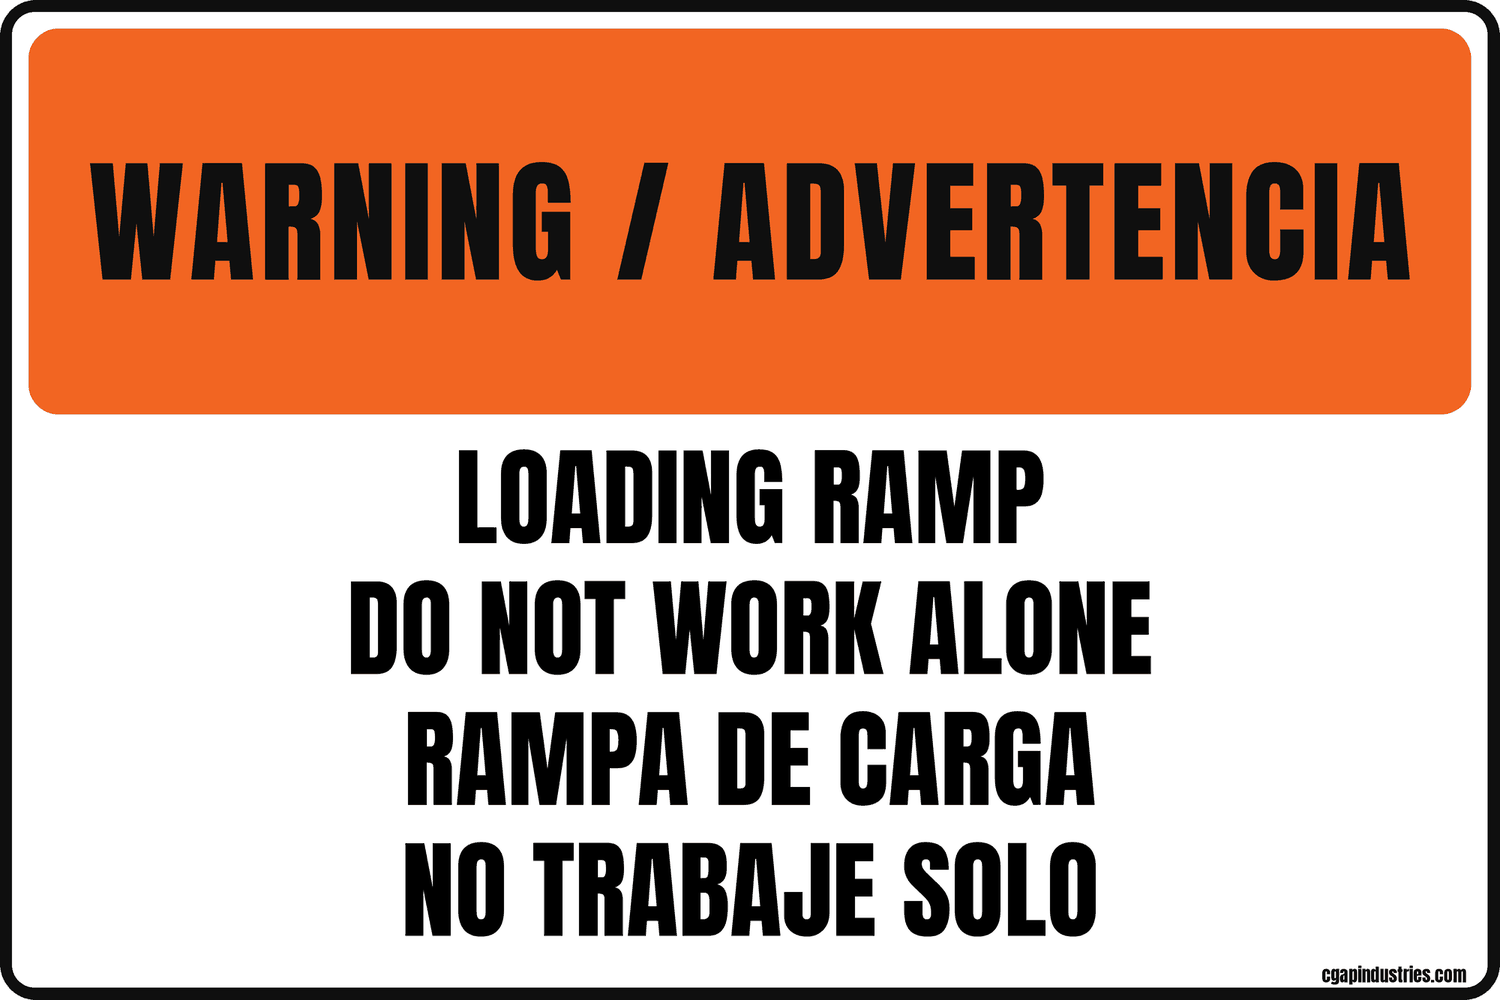 WARNING / ADVERTENCIA
LOADING RAMP
DO NOT WORK ALONE
RAMPA DE CARGA
NO TRABAJE SOLO
cgapindustries.com